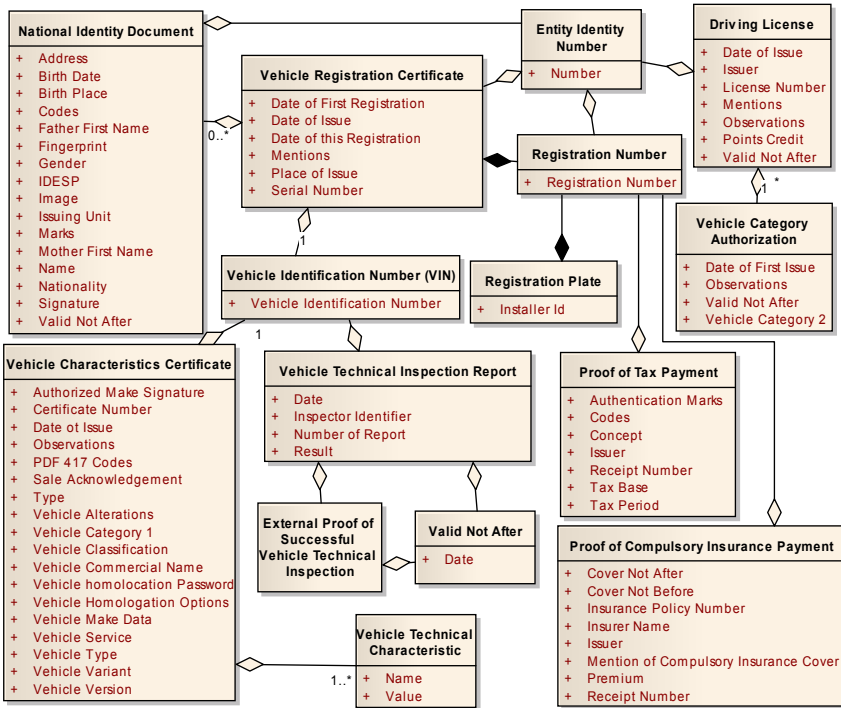 National Identity Document
+ Address
+ Birth Date
+ Birth Place
+ Codes
+ Father First Name
+ Fingerprint
+ Gender
+ IDESP
+ Image
+ Issuing Unit
+ Marks
+ Mother First Name
+ Name
+ Nationality
+ Signature
+ Valid Not After
Vehicle Registration Certificate
+ Date of First Registration
+ Date of Issue
+ Date of this Registration
+ Mentions
+ Place of Issue
+ Serial Number
0..*
1
Entity Identity
Number
+ Number
Driving License
+ Date of Issue
+ Issuer
+ License Number
+ Mentions
+ Observations
+ Points Credit
+ Valid Not After
1 *
Registration Number
+ Registration Number
Vehicle Category
Authorization
+ Date of First Issue
+ Observations
+ Valid Not After
+ Vehicle Category 2
Vehicle Identification Number (VIN)
+ Vehicle Identification Number
1
Registration Plate
+ Installer Id
Vehicle Characteristics Certificate
+ Authorized Make Signature
+ Certificate Number
+ Date ot Issue
+ Observations
+ PDF 417 Codes
+ Sale Acknowledgement
+ Type
+ Vehicle Alterations
+ Vehicle Category 1
+ Vehicle Classification
+ Vehicle Commercial Name
+ Vehicle homolocation Password
+ Vehicle Homologation Options
+ Vehicle Make Data
+ Vehicle Service
+ Vehicle Type
+ Vehicle Variant
+ Vehicle Version
Vehicle Technical Inspection Report
+ Date
+ Inspector Identifier
+ Number of Report
+ Result
External Proof of
Successful
Vehicle Technical
Inspection
Valid Not After
+ Date
Proof of Tax Payment
+ Authentication Marks
+ Codes
+ Concept
+ Issuer
+ Receipt Number
+ Tax Base
+ Tax Period
Proof of Compulsory Insurance Payment
+ Cover Not After
+ Cover Not Before
+ Insurance Policy Number
+ Insurer Name
+ Issuer
+ Mention of Compulsory Insurance Cover
+ Premium
+ Receipt Number
Vehicle Technical
Characteristic
+ Name
+ Value
1..*